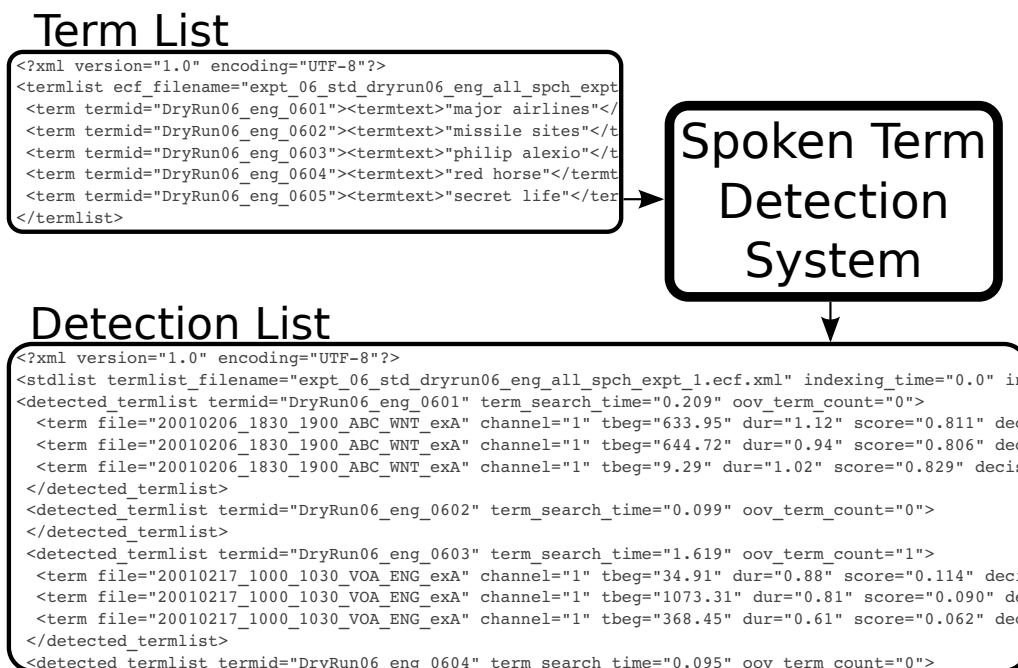 Term List
<?xml version="1.0" encoding="UTF-8"?>
<termlist ecf_filename="expt_06_std_dryrun06_eng_all_spch_expt
<term termid="DryRun06_eng_0601"><termtext>"major airlines"</
<term termid="DryRun06_eng_0602"><termtext>"missile sites"</t
<term termid="DryRun06_eng_0603"><termtext>"philip alexio"</t
<term termid="DryRun06_eng_0604"><termtext>"red horse"</termt
<term termid="DryRun06_eng_0605"><termtext>"secret life"</ter
</termlist>
Spoken Term
Detection
System
Detection List
<?xml version="1.0" encoding="UTF-8"?>
<stdlist termlist_filename="expt_06_std_dryrun06_eng_all_spch_expt_1.ecf.xml" indexing_time="0.0" in
<detected_termlist termid="DryRun06_eng_0601" term_search_time="0.209" oov_term_count="0">
<term file="20010206_1830_1900_ABC_WNT_exA" channel="1" tbeg="633.95" dur="1.12" score="0.811" dec
<term file="20010206_1830_1900_ABC_WNT_exA" channel="1" tbeg="644.72" dur="0.94" score="0.806" dec
<term file="20010206_1830_1900_ABC_WNT_exA" channel="1" tbeg="9.29" dur="1.02" score="0.829" decis
</detected_termlist>
<detected_termlist termid="DryRun06_eng_0602" term_search_time="0.099" oov_term_count="0">
</detected_termlist>
<detected_termlist termid="DryRun06_eng_0603" term_search_time="1.619" oov_term_count="1">
<term file="20010217_1000_1030_VOA_ENG_exA" channel="1" tbeg="34.91" dur="0.88" score="0.114" deci
<term file="20010217_1000_1030_VOA_ENG_exA" channel="1" tbeg="1073.31" dur="0.81" score="0.090" de
<term file="20010217_1000_1030_VOA_ENG_exA" channel="1" tbeg="368.45" dur="0.61" score="0.062" dec
</detected_termlist>
<detected_termlist termid="DryRun06_eng_0604" term_search_time="0.095" oov_term_count="0">